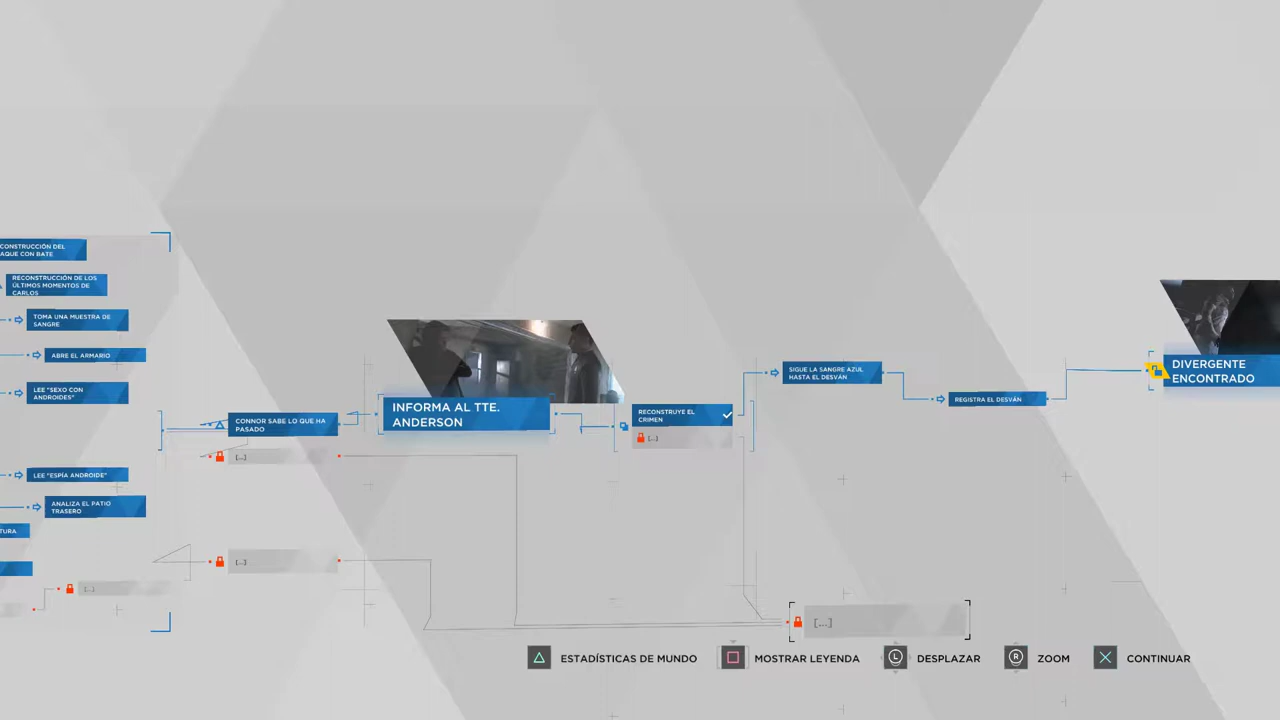 CONSTRUCCIÓN DEL
AQUE CON BATE
RECONSTRUCCIÓN DE LOS
ÚLTIMOS MOMENTOS DE
CARLOS
TOMA UNA MUESTRA DE
SANGRE
ABRE EL ARMARIO
LEE "SEXO CON
ANDROIDES"
LEE "ESPÍA ANDROIDE"
ANALIZA EL PATIO
TRASERO
TURA
[...]
CONNOR SABE LO QUE HA
PASADO
[...]
[...]
INFORMA AL TTE.
ANDERSON
RECONSTRUYE EL
CRIMEN
[...]
SIGUE LA SANGRE AZUL
HASTA EL DESVÁN
REGISTRA EL DESVÁN
DIVERGENTE
ENCONTRADO
[...]
ESTADÍSTICAS DE MUNDO
MOSTRAR LEYENDA
L
DESPLAZAR
R
ZOOM
CONTINUAR